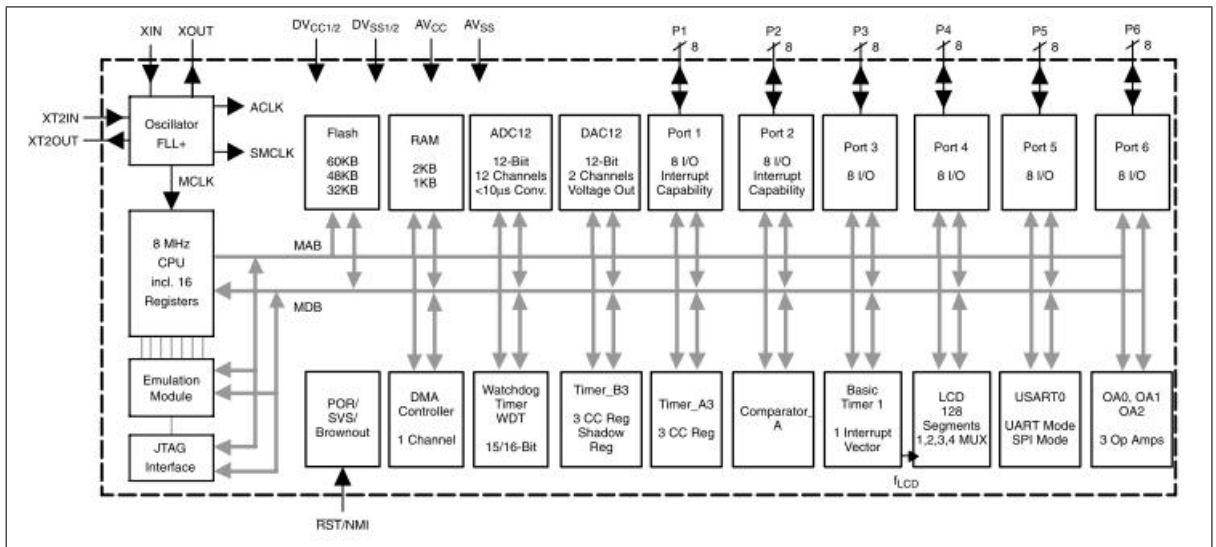 XIN XOUT DVCC1/2 DVSS1/2 AVCC AVSS P1 P2 P3 P4 P5 P6
8 8 8 8 8 8
XT2IN
XT2OUT
Oscillator
FLL+
ACLK
SMCLK
MCLK
Flash
60KB
48KB
32KB
RAM
2KB
1KB
ADC12
12-Biit
12 Channels
<10µs Conv.
DAC12
12-Bit
2 Channels
Voltage Out
Port 1
8 I/O
Interrupt
Capability
Port 2
8 I/O
Interrupt
Capability
Port 3
8 I/O
Port 4
8 I/O
Port 5
8 I/O
Port 6
8 I/O
8 MHz
CPU
incl. 16
Registers
MAB
MDB
Emulation
Module
JTAG
Interface
POR/
SVS/
Brownout
DMA
Controller
1 Channel
Watchdog
Timer
WDT
15/16-Bit
Timer_B3
3 CC Reg
Shadow
Reg
Timer_A3
3 CC Reg
Comparator_
A
Basic
Timer 1
1 Interrupt
Vector
LCD
128
Segments
1,2,3,4 MUX
USART0
UART Mode
SPI Mode
OA0, OA1
OA2
3 Op Amps
fLCD
RST/NMI